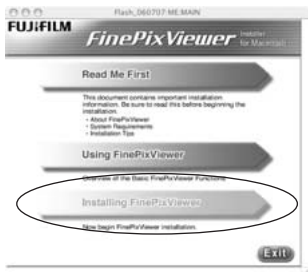 Flash_060707-ME:MAIN
FUJIFILM
FinePixViewer Installer
for Macintosh
Read Me First
This document contains important installation
information. Be sure to read this before beginning the
installation.
- About FinePixViewer
- System Requirements
- Installation Tips
Using FinePixViewer
Overview of the Basic FinePixViewer Functions
Installing FinePixViewer
Now begin FinePixViewer installation.
Exit